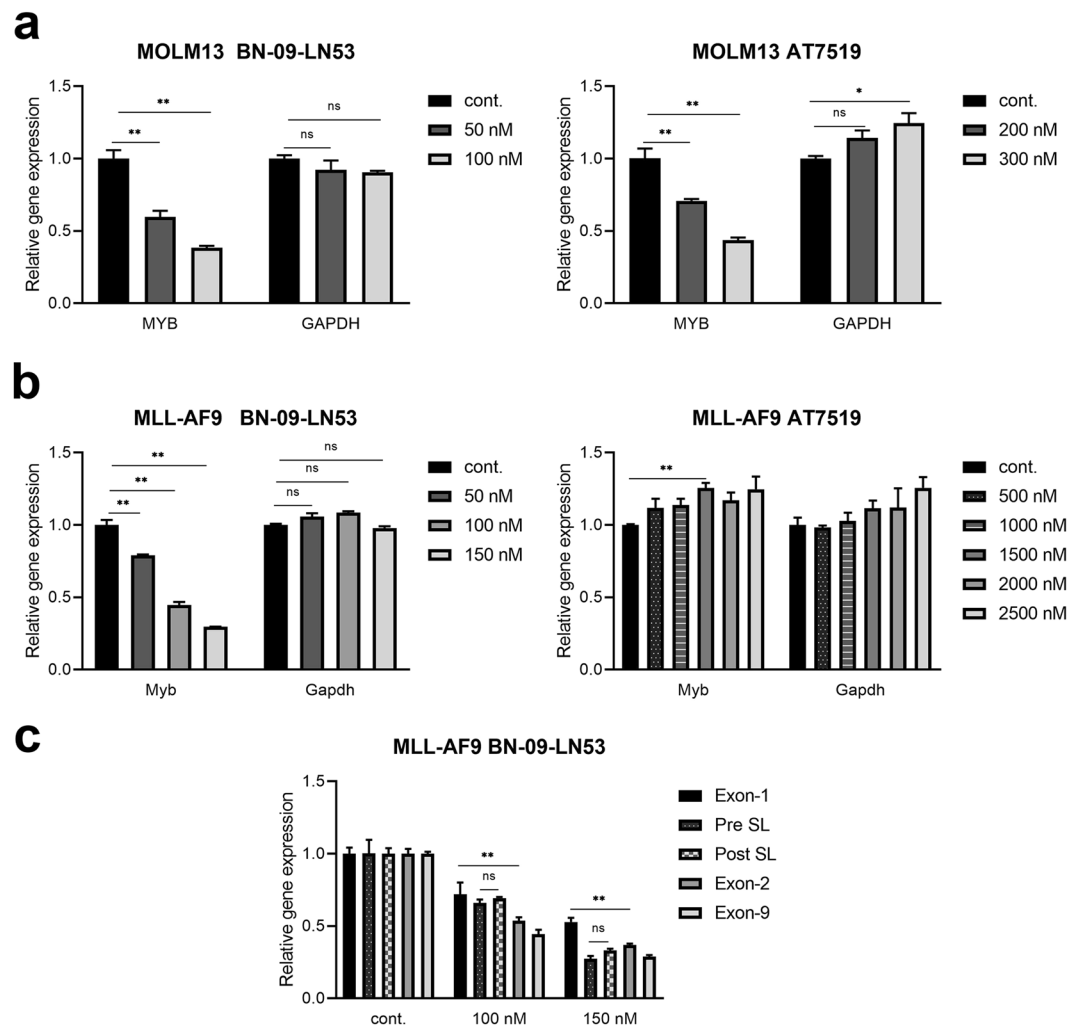 a
MOLM13 BN-09-LN53
Relative gene expression
1.5
1.0
0.5
0.0
**
**
ns
ns
MYB
GAPDH
cont.
50 nM
100 nM
MOLM13 AT7519
Relative gene expression
1.5
1.0
0.5
0.0
**
**
*
ns
MYB
GAPDH
cont.
200 nM
300 nM
b
MLL-AF9 BN-09-LN53
Relative gene expression
1.5
1.0
0.5
0.0
**
**
**
ns
ns
ns
Myb
Gapdh
cont.
50 nM
100 nM
150 nM
MLL-AF9 AT7519
Relative gene expression
1.5
1.0
0.5
0.0
**
Myb
Gapdh
cont.
500 nM
1000 nM
1500 nM
2000 nM
2500 nM
c
MLL-AF9 BN-09-LN53
Relative gene expression
1.5
1.0
0.5
0.0
**
ns
**
ns
cont.
100 nM
150 nM
Exon-1
Pre SL
Post SL
Exon-2
Exon-9